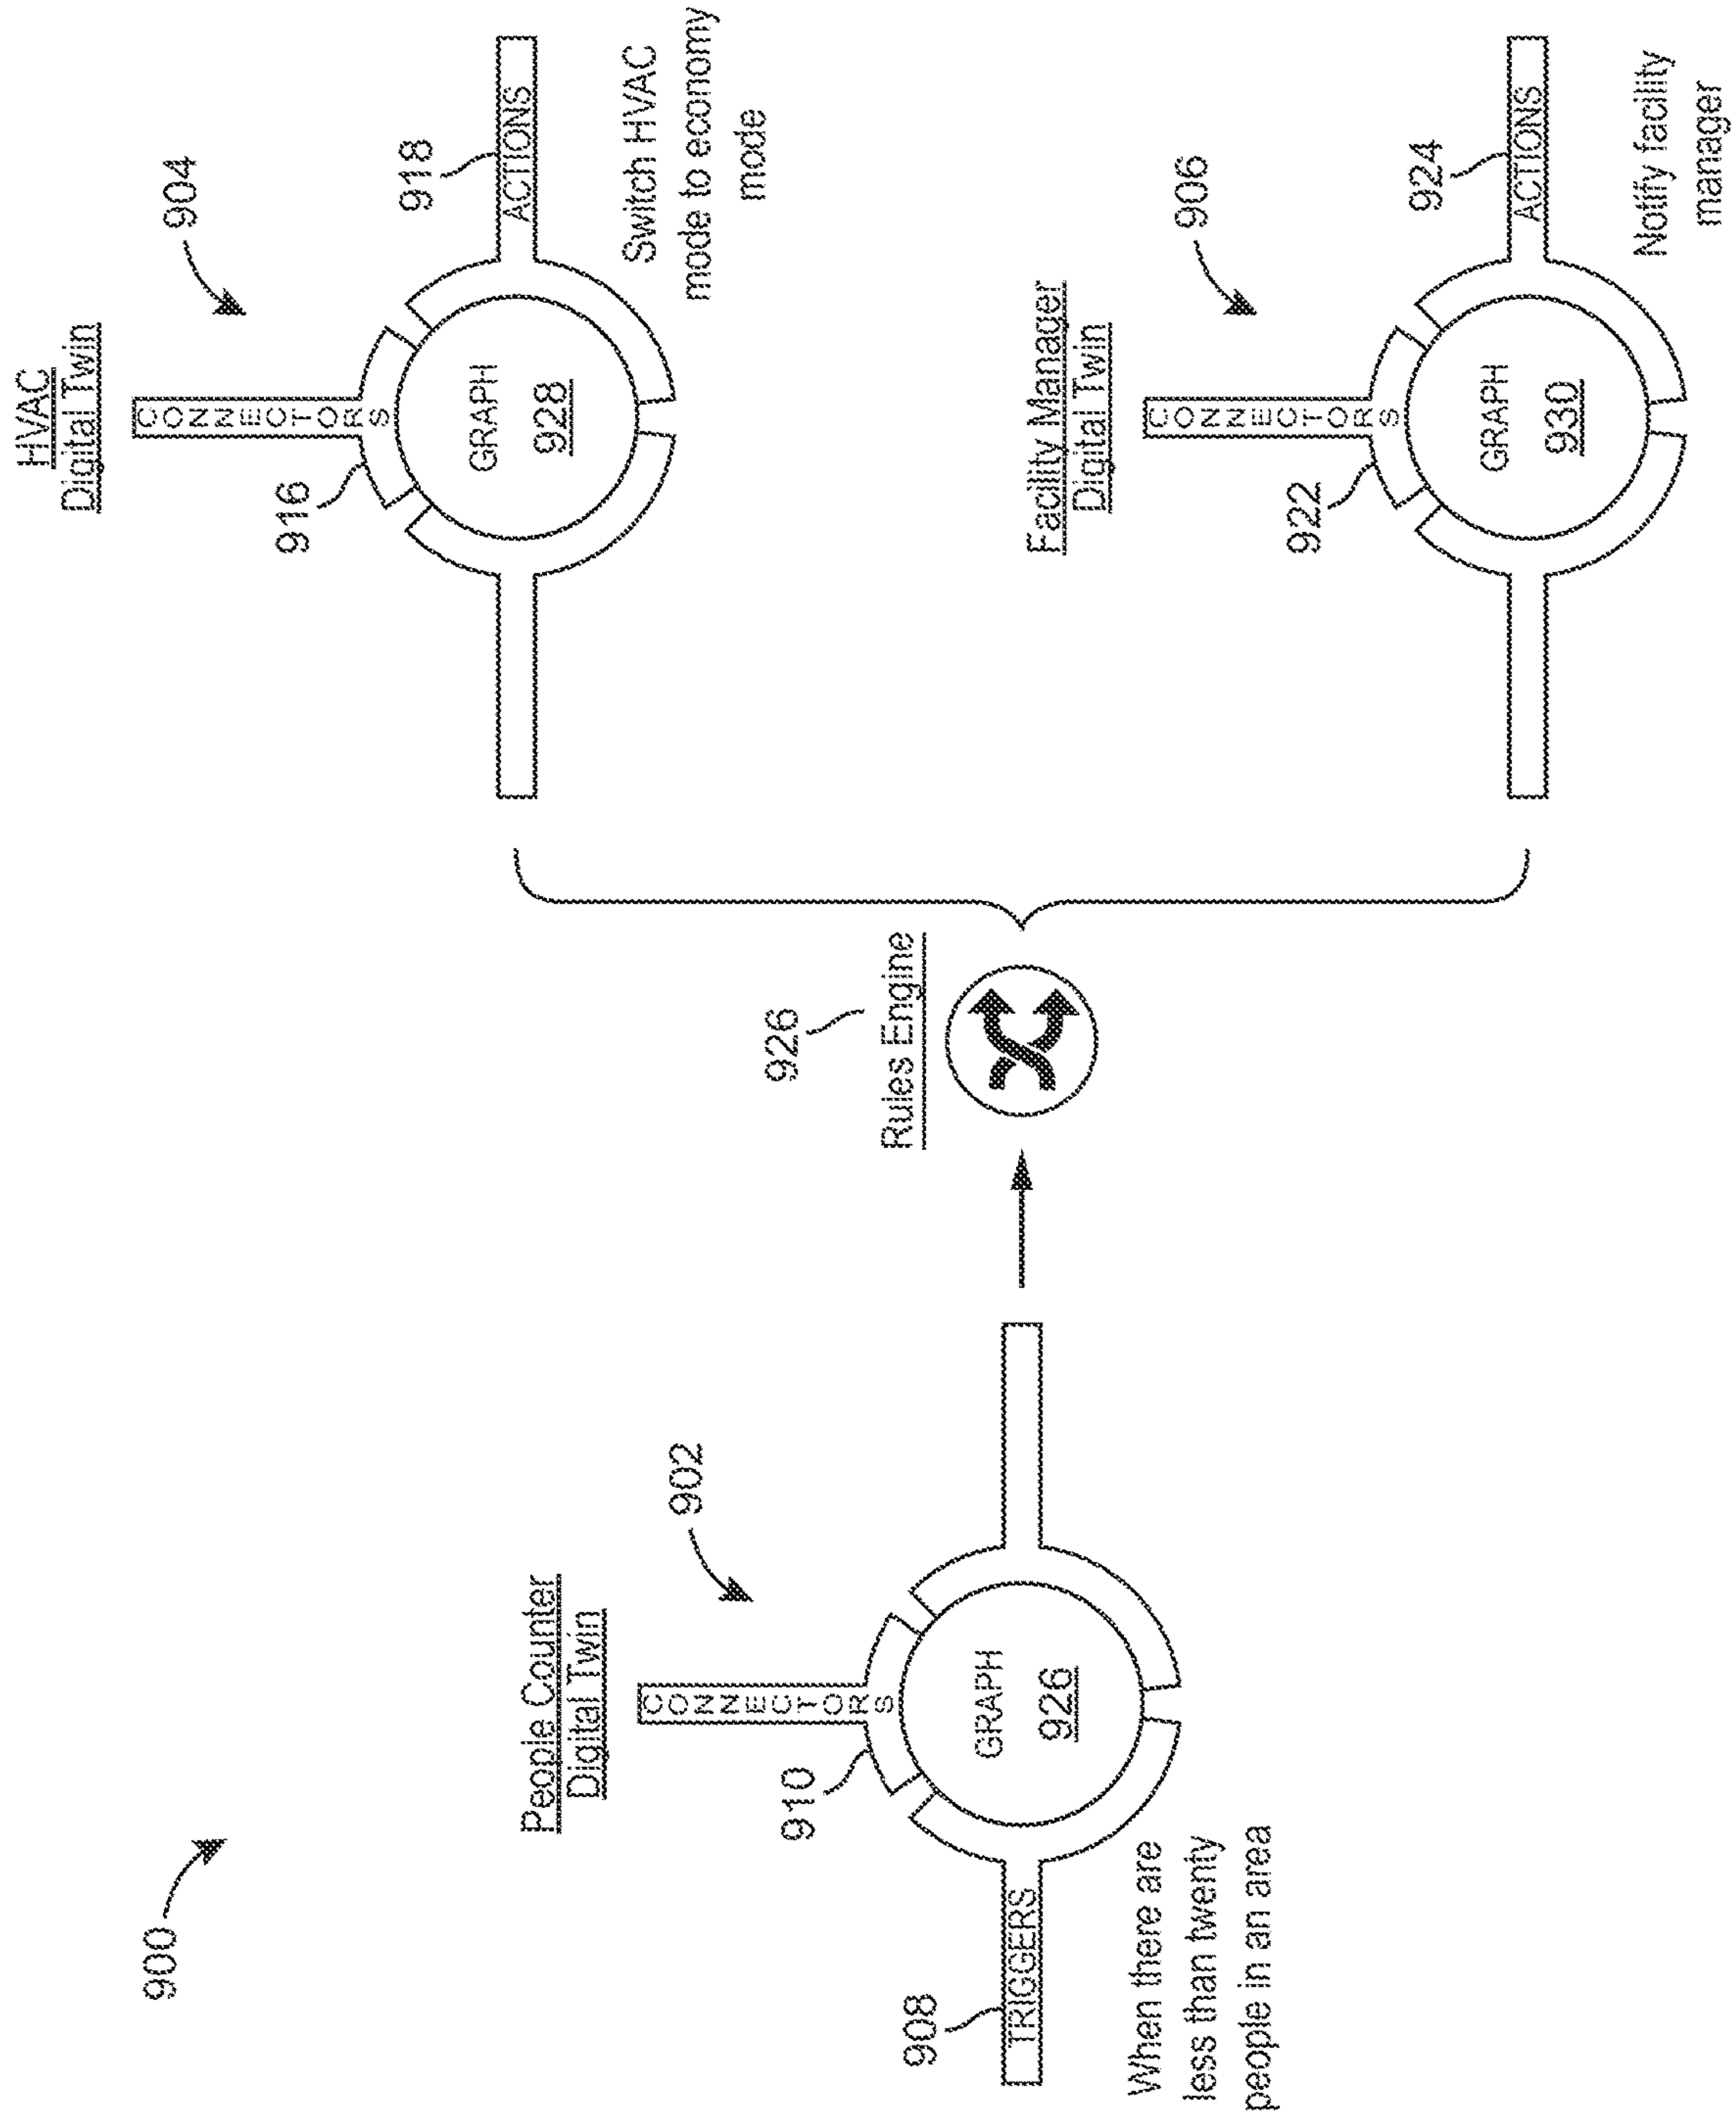 900
People Counter
Digital Twin
902
910
CONNECTORS
908
TRIGGERS
GRAPH
926
When there are
less than twenty
people in an area
926
Rules Engine
HVAC
Digital Twin
904
916
CONNECTORS
918
ACTIONS
GRAPH
928
Switch HVAC
mode to economy
mode
Facility Manager
Digital Twin
906
922
CONNECTORS
924
ACTIONS
GRAPH
930
Notify facility
manager